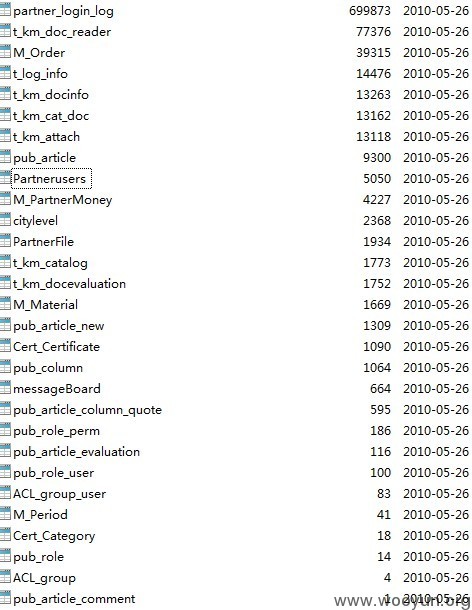 partner_login_log 699873 2010-05-26
t_km_doc_reader 77376 2010-05-26
M_Order 39315 2010-05-26
t_log_info 14476 2010-05-26
t_km_docinfo 13263 2010-05-26
t_km_cat_doc 13162 2010-05-26
t_km_attach 13118 2010-05-26
pub_article 9300 2010-05-26
Partnerusers 5050 2010-05-26
M_PartnerMoney 4227 2010-05-26
citylevel 2368 2010-05-26
PartnerFile 1934 2010-05-26
t_km_catalog 1773 2010-05-26
t_km_docevaluation 1752 2010-05-26
M_Material 1669 2010-05-26
pub_article_new 1309 2010-05-26
Cert_Certificate 1090 2010-05-26
pub_column 1064 2010-05-26
messageBoard 664 2010-05-26
pub_article_column_quote 595 2010-05-26
pub_role_perm 186 2010-05-26
pub_article_evaluation 116 2010-05-26
pub_role_user 100 2010-05-26
ACL_group_user 83 2010-05-26
M_Period 41 2010-05-26
Cert_Category 18 2010-05-26
pub_role 14 2010-05-26
ACL_group 4 2010-05-26
pub_article_comment 1 2010-05-26
www.wooyun.org